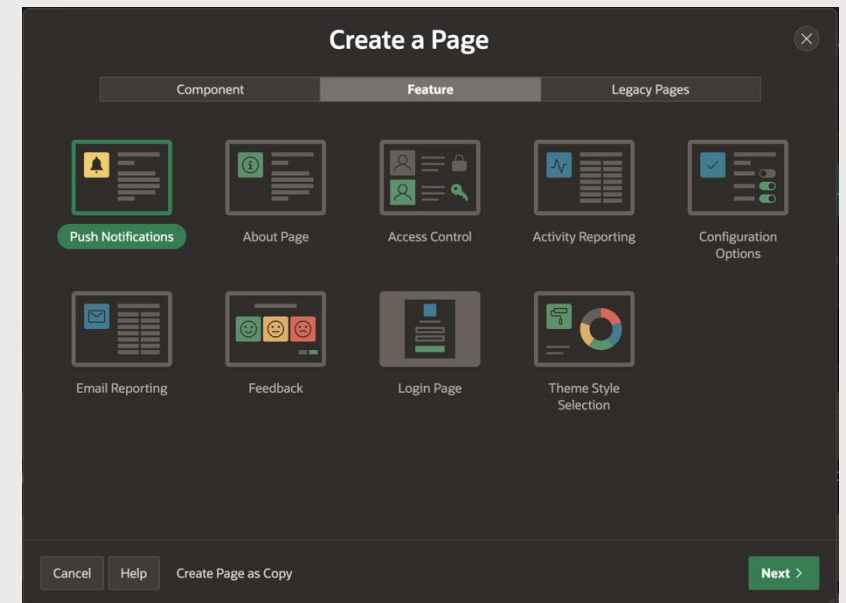 Create a Page
Component
Feature
Legacy Pages
Push Notifications
About Page
Access Control
Activity Reporting
Configuration
Options
Email Reporting
Feedback
Login Page
Theme Style
Selection
Cancel
Help
Create Page as Copy
Next